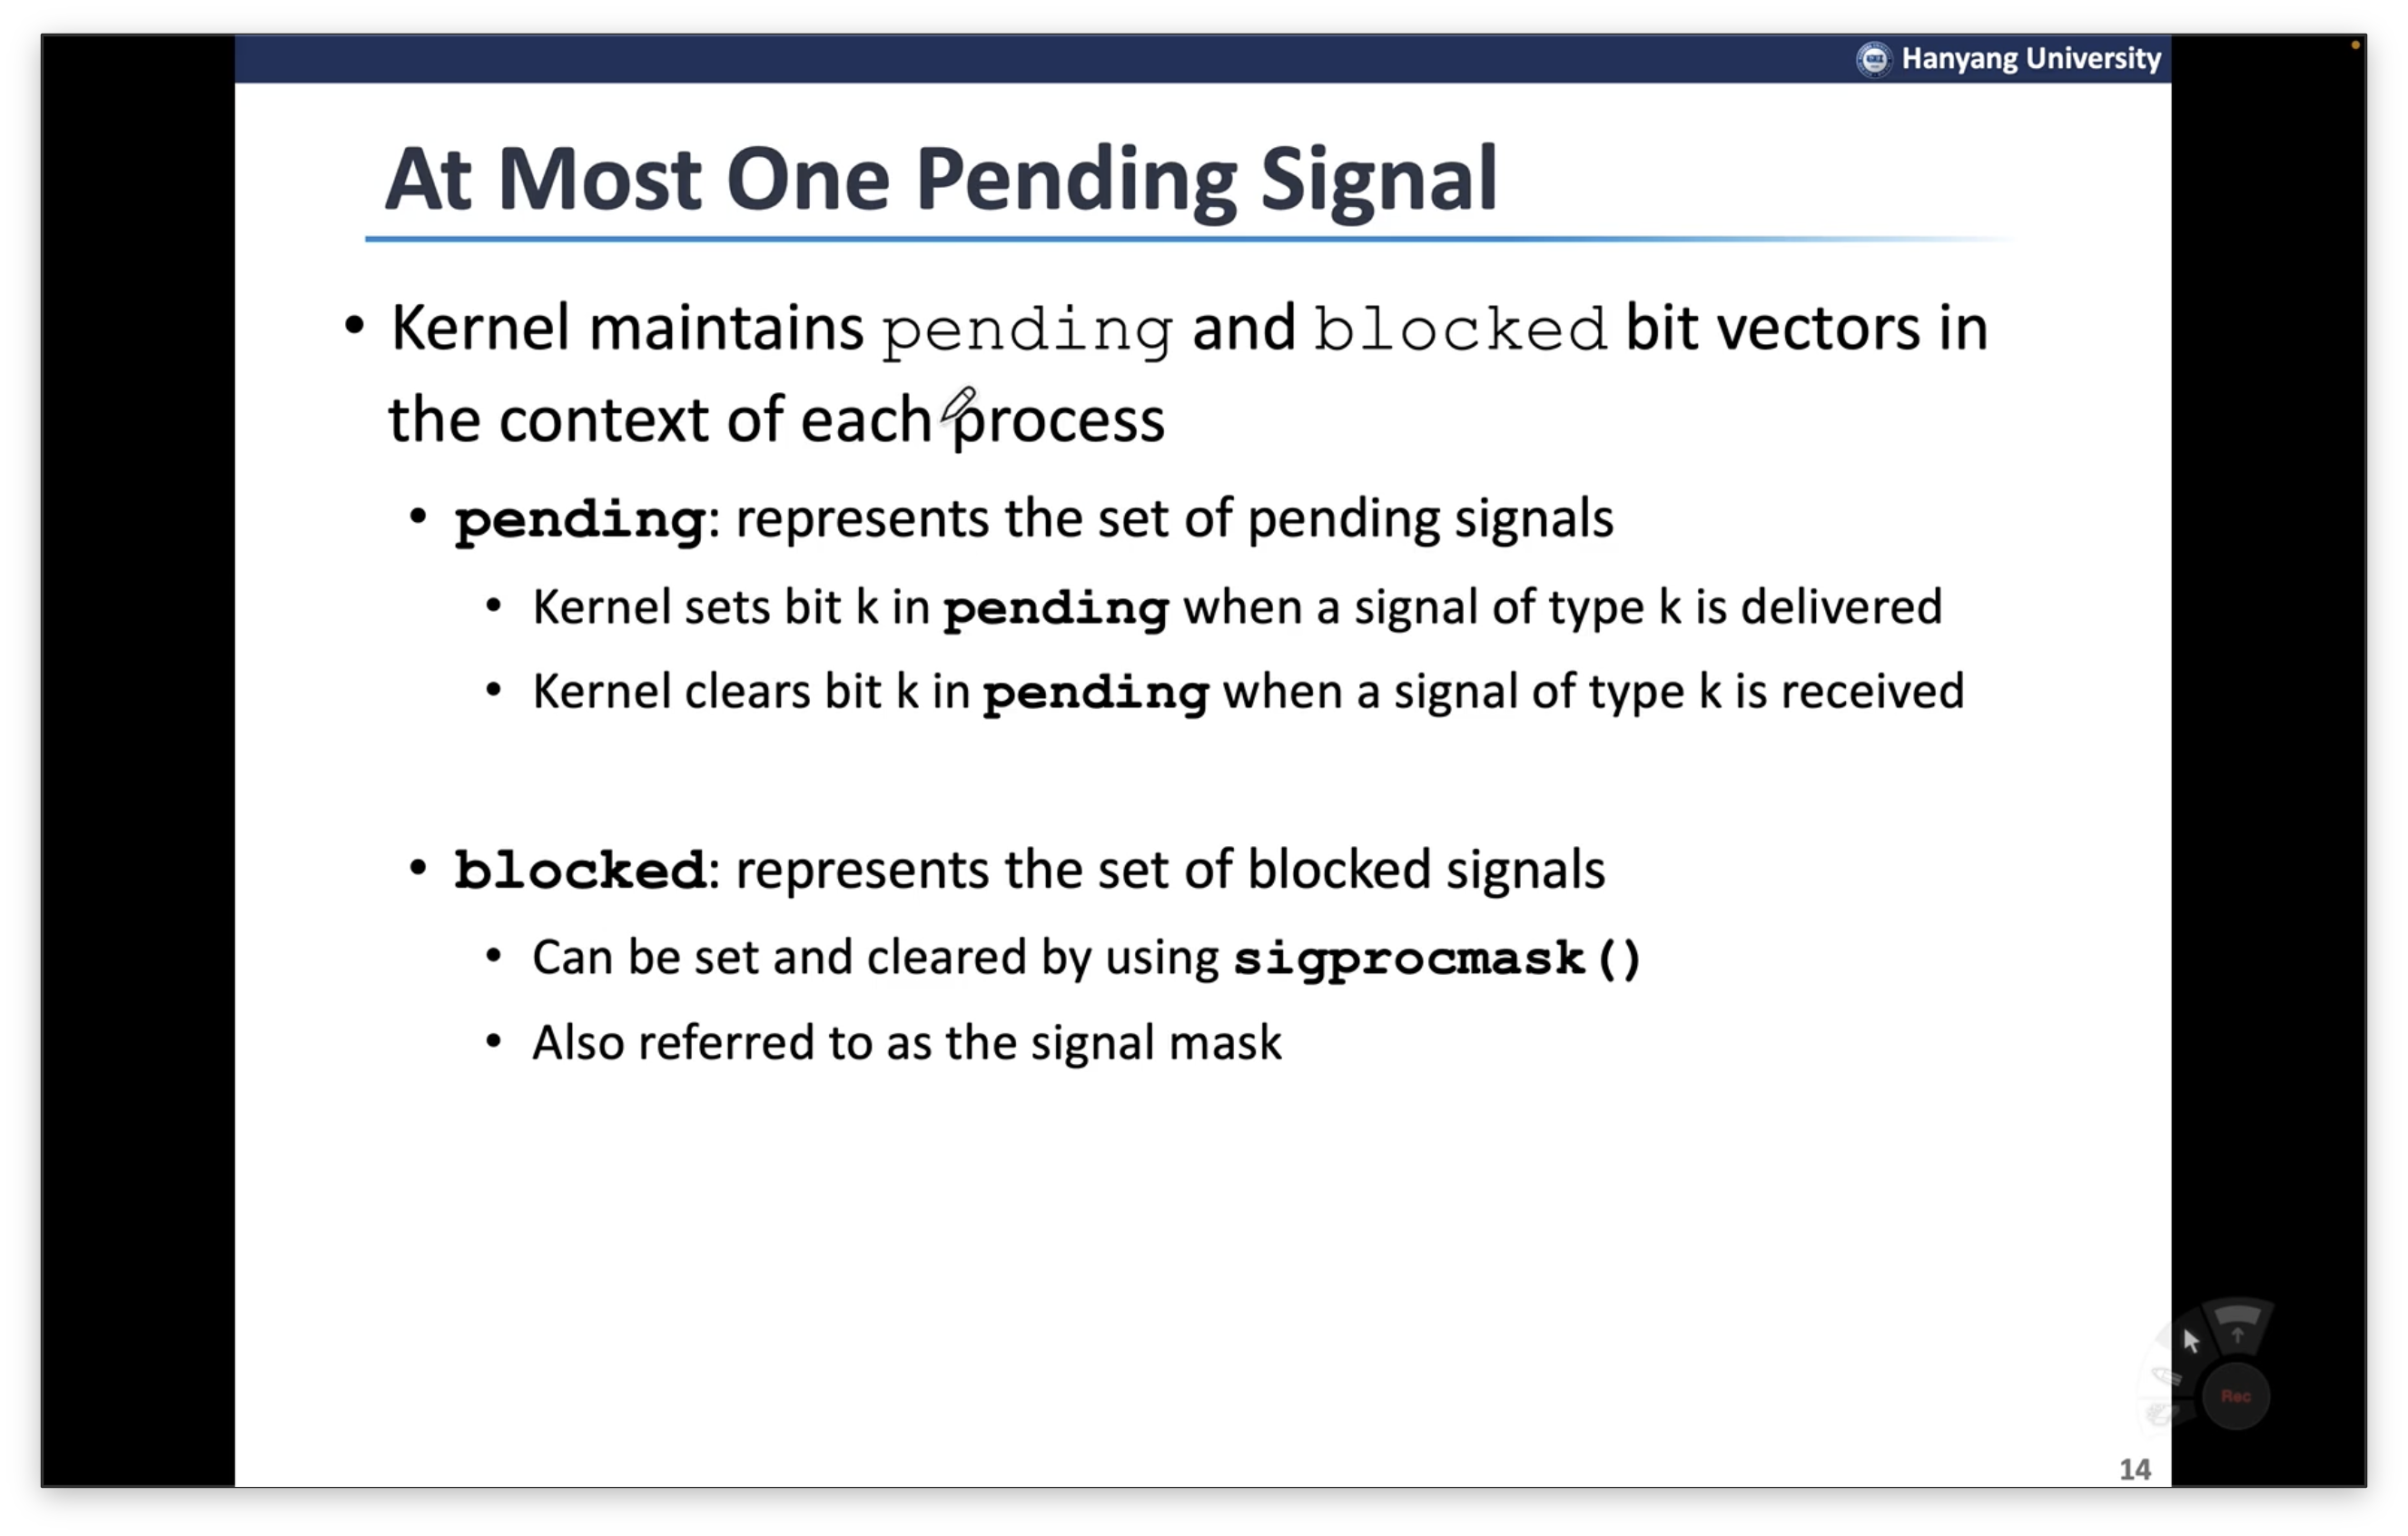 Hanyang University
At Most One Pending Signal
• Kernel maintains pending and blocked bit vectors in
the context of each process
• pending: represents the set of pending signals
• Kernel sets bit k in pending when a signal of type k is delivered
• Kernel clears bit k in pending when a signal of type k is received
• blocked: represents the set of blocked signals
• Can be set and cleared by using sigprocmask()
• Also referred to as the signal mask
Rec
14